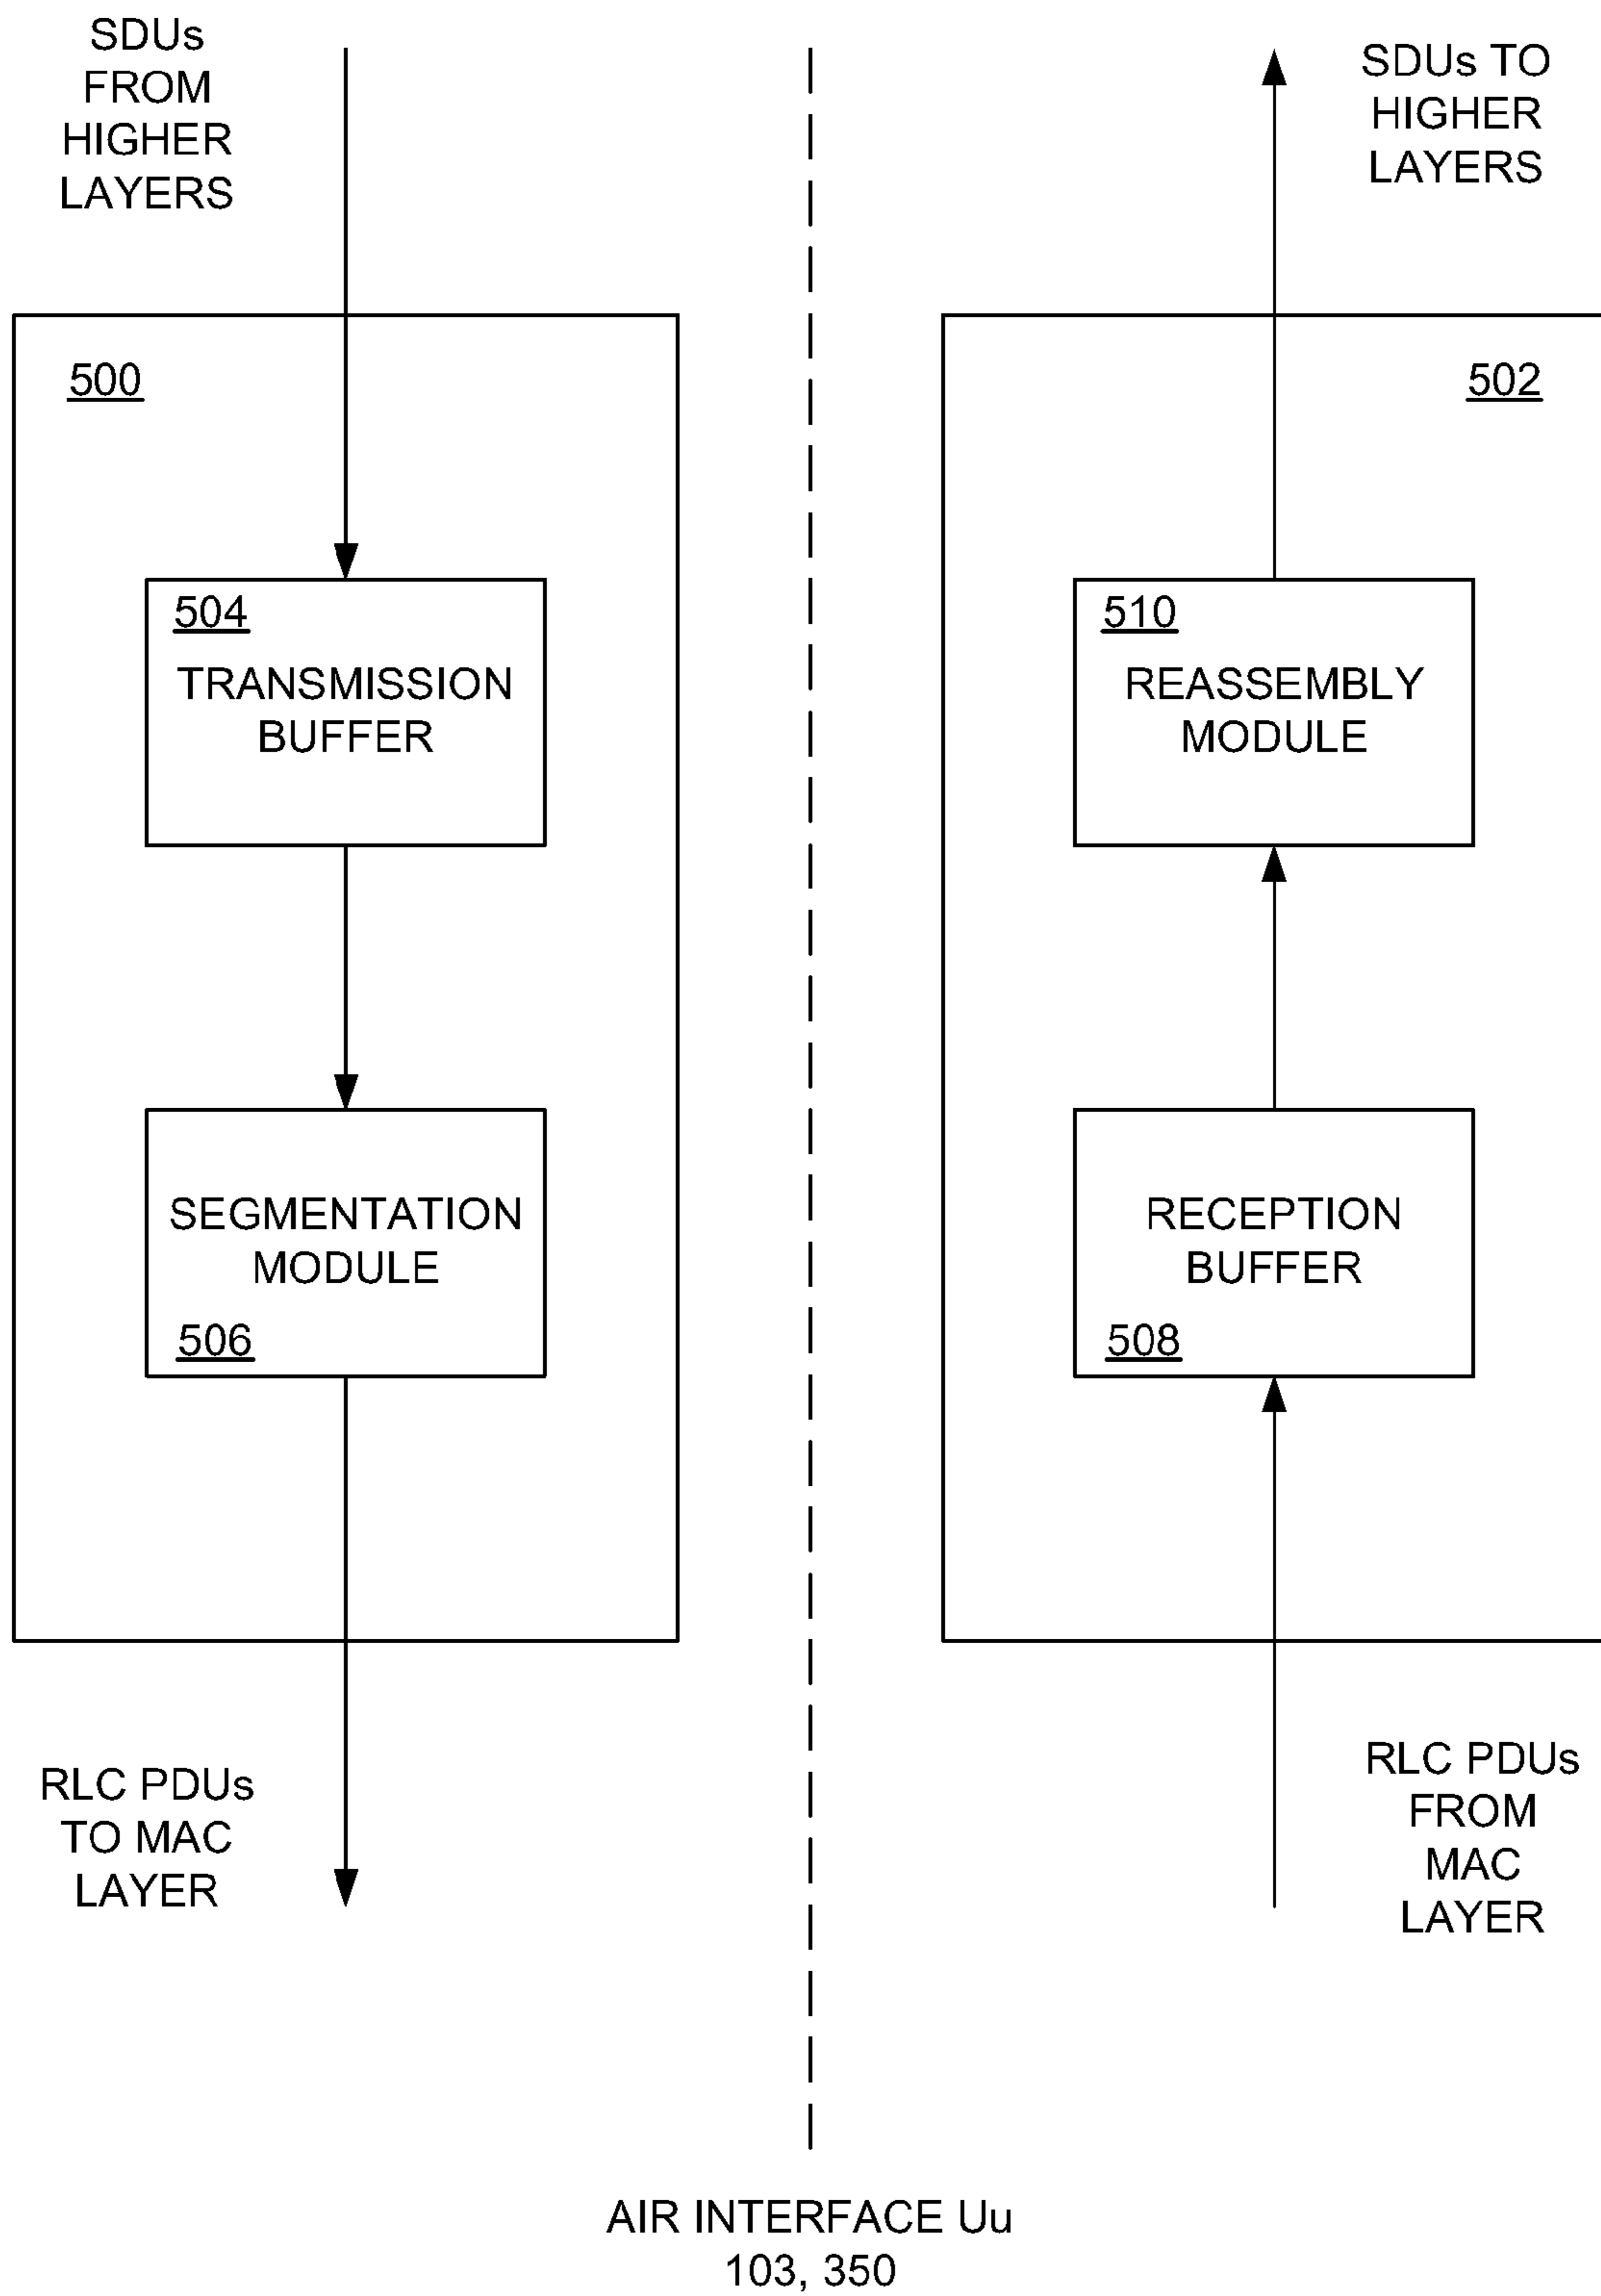 SDUs
FROM
HIGHER
LAYERS
500
504
TRANSMISSION
BUFFER
SEGMENTATION
MODULE
506
RLC PDUs
TO MAC
LAYER
SDUs TO
HIGHER
LAYERS
502
510
REASSEMBLY
MODULE
RECEPTION
BUFFER
508
RLC PDUs
FROM
MAC
LAYER
AIR INTERFACE Uu
103, 350